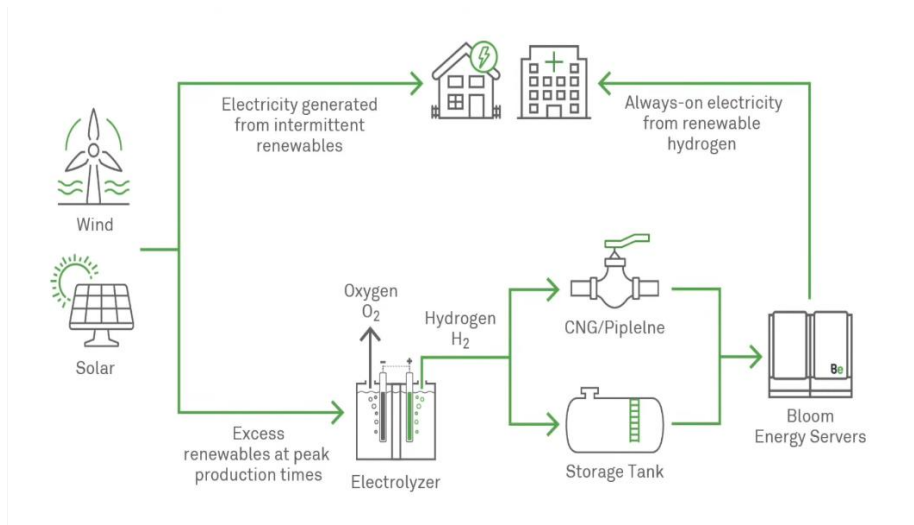 Electricity generated
from intermittent
renewables
Always-on electricity
from renewable
hydrogen
Wind
Solar
Oxygen
O₂
Hydrogen
H₂
- +
CNG/Piplelne
Be
Excess
renewables at peak
production times
Electrolyzer
Storage Tank
Bloom
Energy Servers